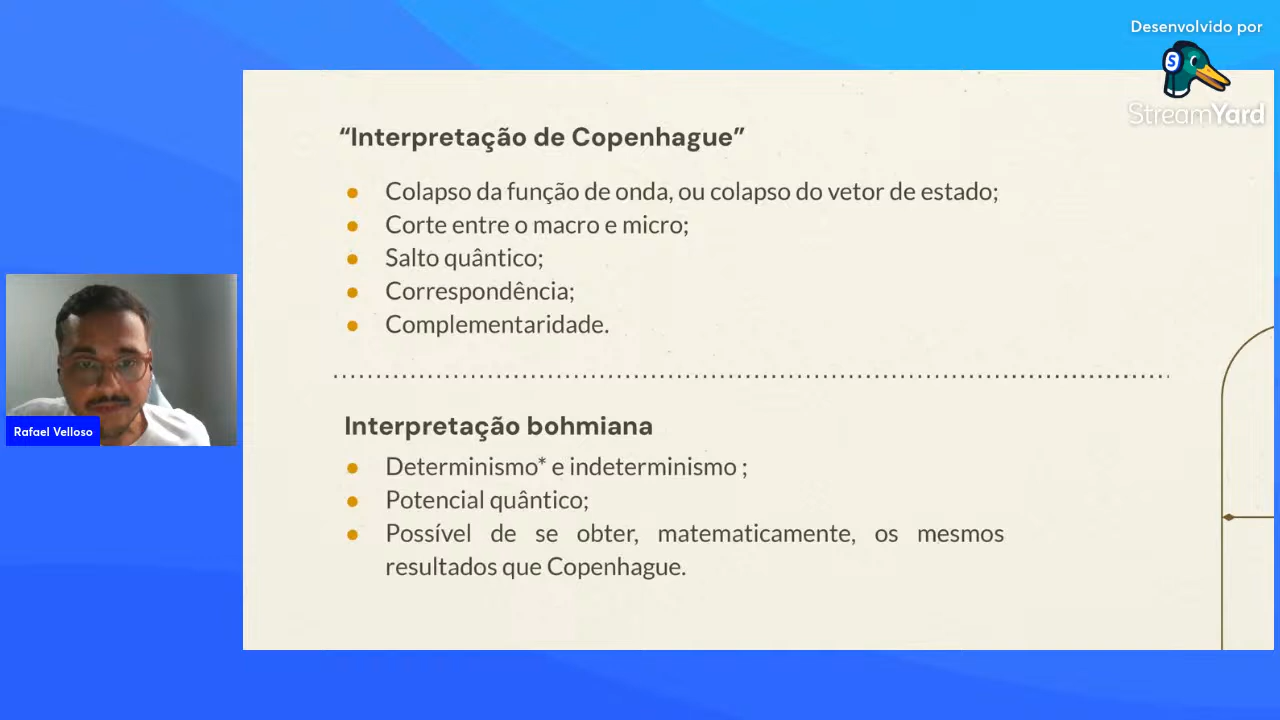 Desenvolvido por
StreamYard
“Interpretação de Copenhague”
Colapso da função de onda, ou colapso do vetor de estado;
Corte entre o macro e micro;
Salto quântico;
Correspondência;
Complementaridade.
Interpretação bohmiana
Determinismo* e indeterminismo ;
Potencial quântico;
Possível de se obter, matematicamente, os mesmos
resultados que Copenhague.
Rafael Velloso